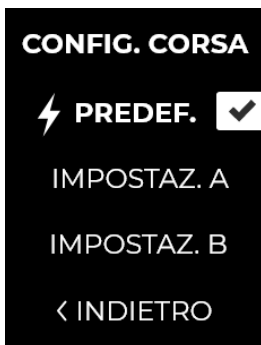 CONFIG. CORSA
PREDEF.
IMPOSTAZ. A
IMPOSTAZ. B
< INDIETRO